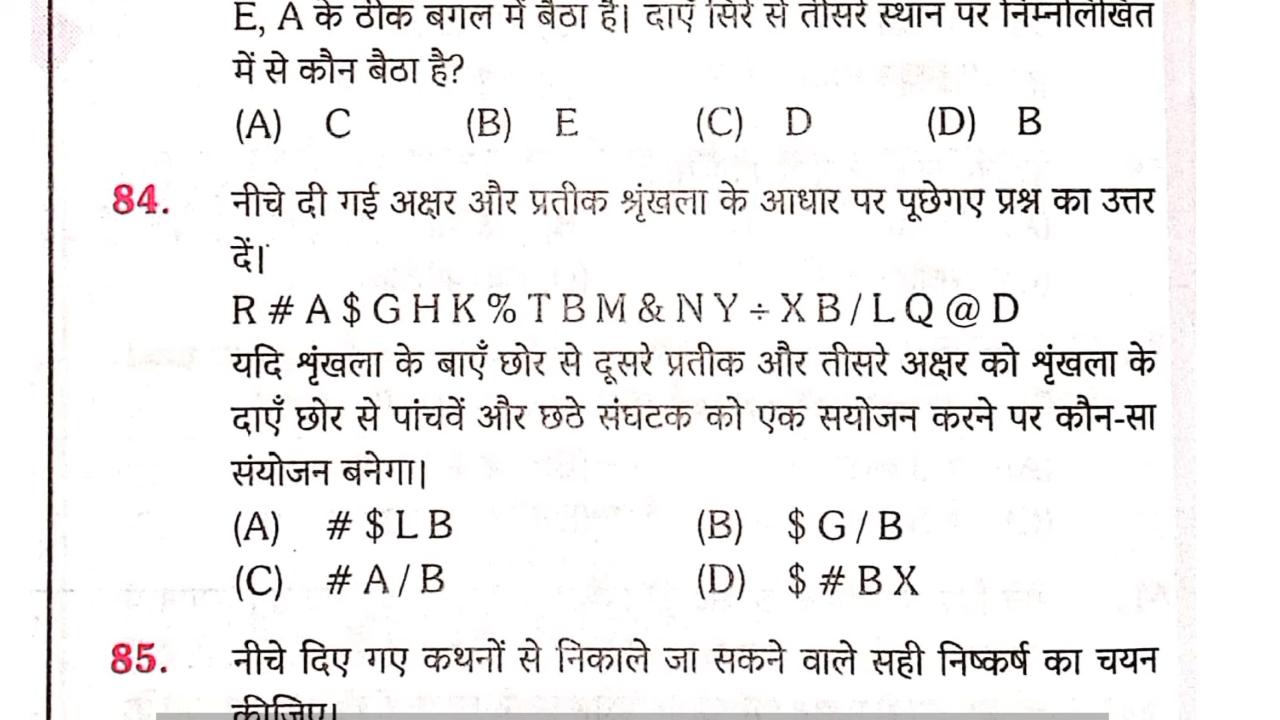 E, A के ठीक बगल में बैठा है। दाएँ सिरे से तीसरे स्थान पर निम्नलिखित
में से कौन बैठा है?
(A) C (B) E (C) D (D) B
84. नीचे दी गई अक्षर और प्रतीक श्रृंखला के आधार पर पूछेगए प्रश्न का उत्तर
दें।
R # A $ G H K % T B M & N Y ÷ X B / L Q @ D
यदि श्रृंखला के बाएँ छोर से दूसरे प्रतीक और तीसरे अक्षर को श्रृंखला के
दाएँ छोर से पांचवें और छठे संघटक को एक सयोजन करने पर कौन-सा
संयोजन बनेगा।
(A) # $ L B (B) $ G / B
(C) # A / B (D) $ # B X
85. नीचे दिए गए कथनों से निकाले जा सकने वाले सही निष्कर्ष का चयन
कीजिए।